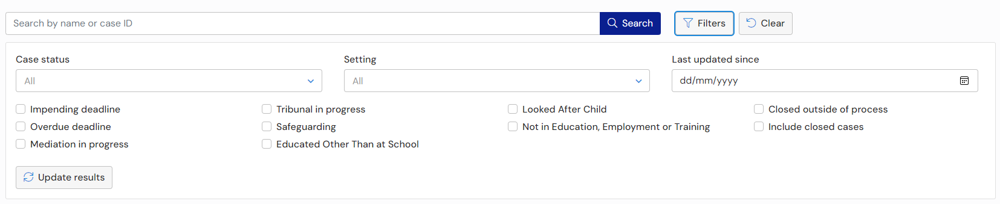 Search by name or case ID Search Filters Clear
Case status Setting Last updated since
All All dd/mm/yyyy
Impending deadline Tribunal in progress Looked After Child Closed outside of process
Overdue deadline Safeguarding Not in Education, Employment or Training Include closed cases
Mediation in progress Educated Other Than at School
Update results